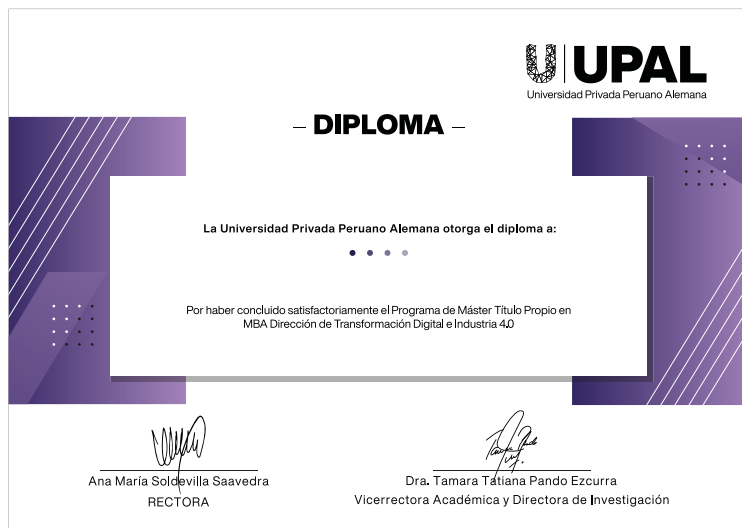 UPAL
Universidad Privada Peruano Alemana
– DIPLOMA –
La Universidad Privada Peruano Alemana otorga el diploma a:
Por haber concluido satisfactoriamente el Programa de Máster Título Propio en
MBA Dirección de Transformación Digital e Industria 4.0
Ana María Soldevilla Saavedra
RECTORA
Dra. Tamara Tatiana Pando Ezcurra
Vicerrectora Académica y Directora de Investigación